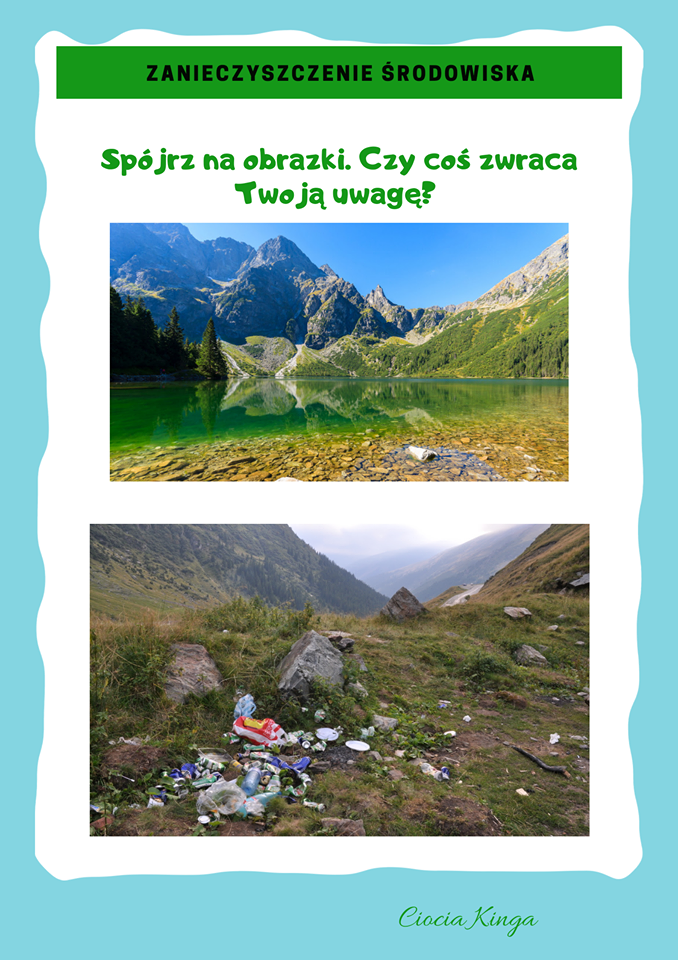 ZANIECZYSZCZENIE ŚRODOWISKA
Spójrz na obrazki. Czy coś zwraca
Twoją uwagę?
Ciocia Kinga